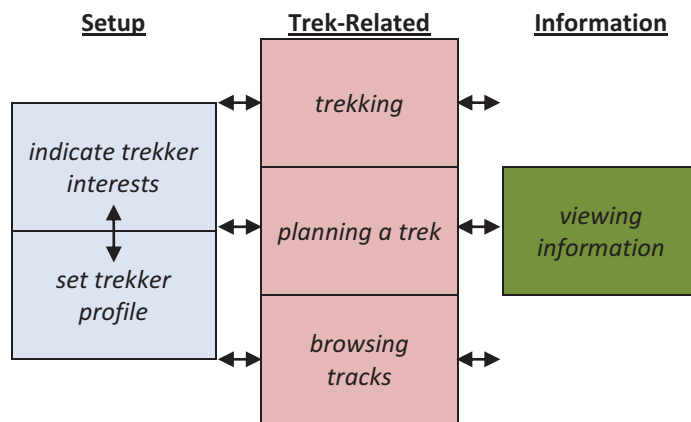 Setup
Trek-Related
Information
trekking
indicate trekker
interests
planning a trek
viewing
information
set trekker
profile
browsing
tracks